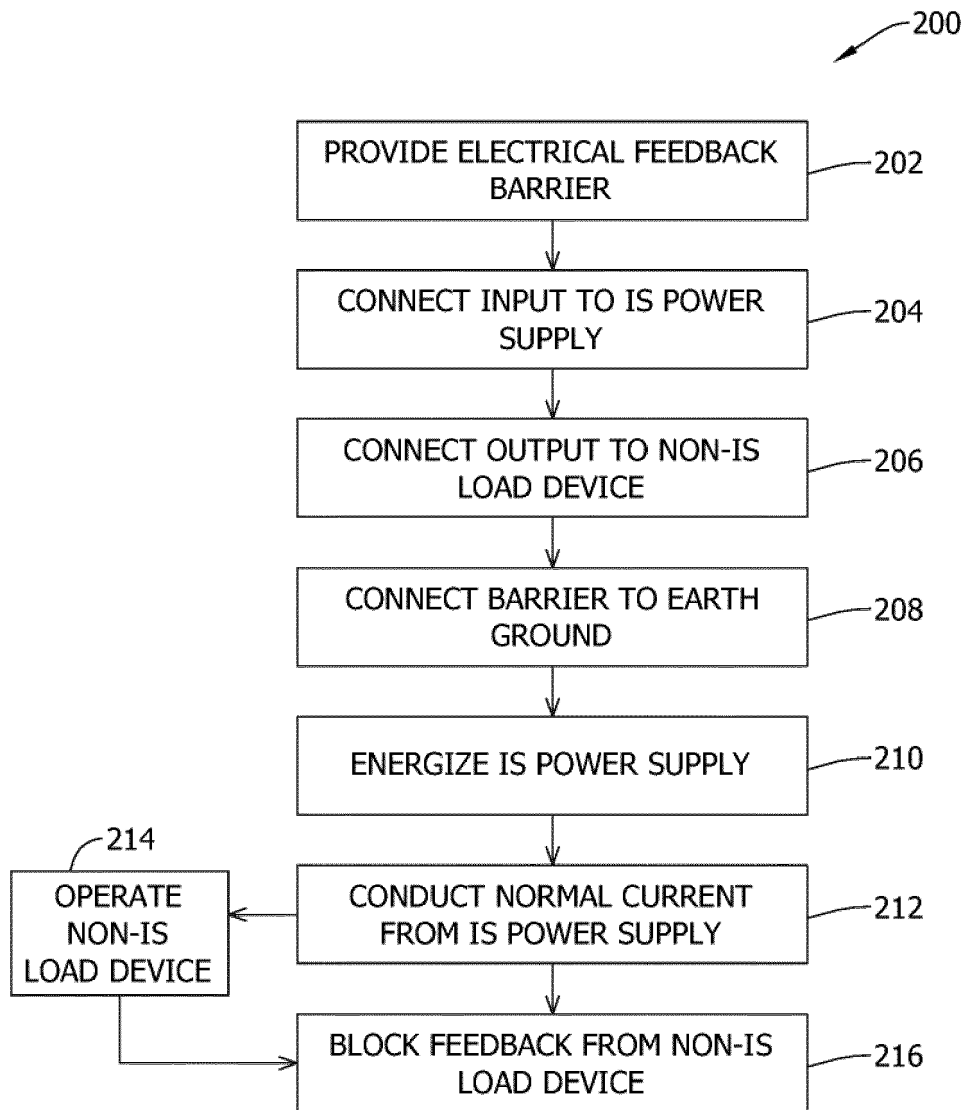 200
PROVIDE ELECTRICAL FEEDBACK
BARRIER
202
CONNECT INPUT TO IS POWER
SUPPLY
204
CONNECT OUTPUT TO NON-IS
LOAD DEVICE
206
CONNECT BARRIER TO EARTH
GROUND
208
ENERGIZE IS POWER SUPPLY
210
214
OPERATE
NON-IS
LOAD DEVICE
CONDUCT NORMAL CURRENT
FROM IS POWER SUPPLY
212
BLOCK FEEDBACK FROM NON-IS
LOAD DEVICE
216